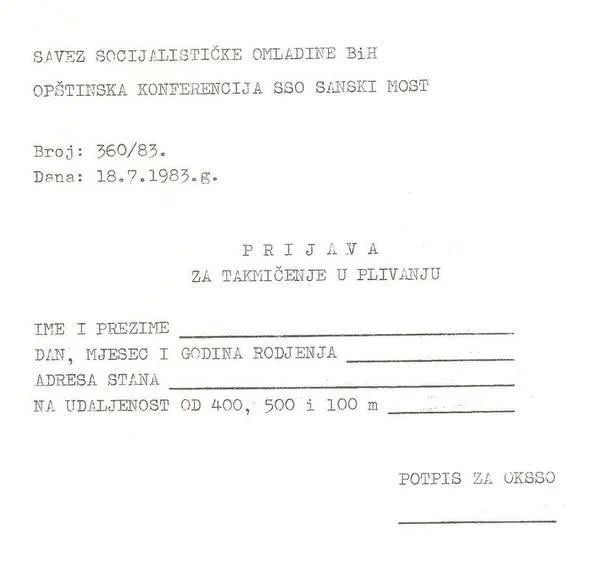 SAVEZ SOCIJALISTIČKE OMLADINE BiH
OPŠTINSKA KONFERENCIJA SSO SANSKI MOST
Broj: 360/83.
Dana: 18.7.1983.g.
P R I J A V A
ZA TAKMIČENJE U PLIVANJU
IME I PREZIME
DAN, MJESEC I GODINA RODJENJA
ADRESA STANA
NA UDALJENOST OD 400, 500 i 100 m
POTPIS ZA OKSSO